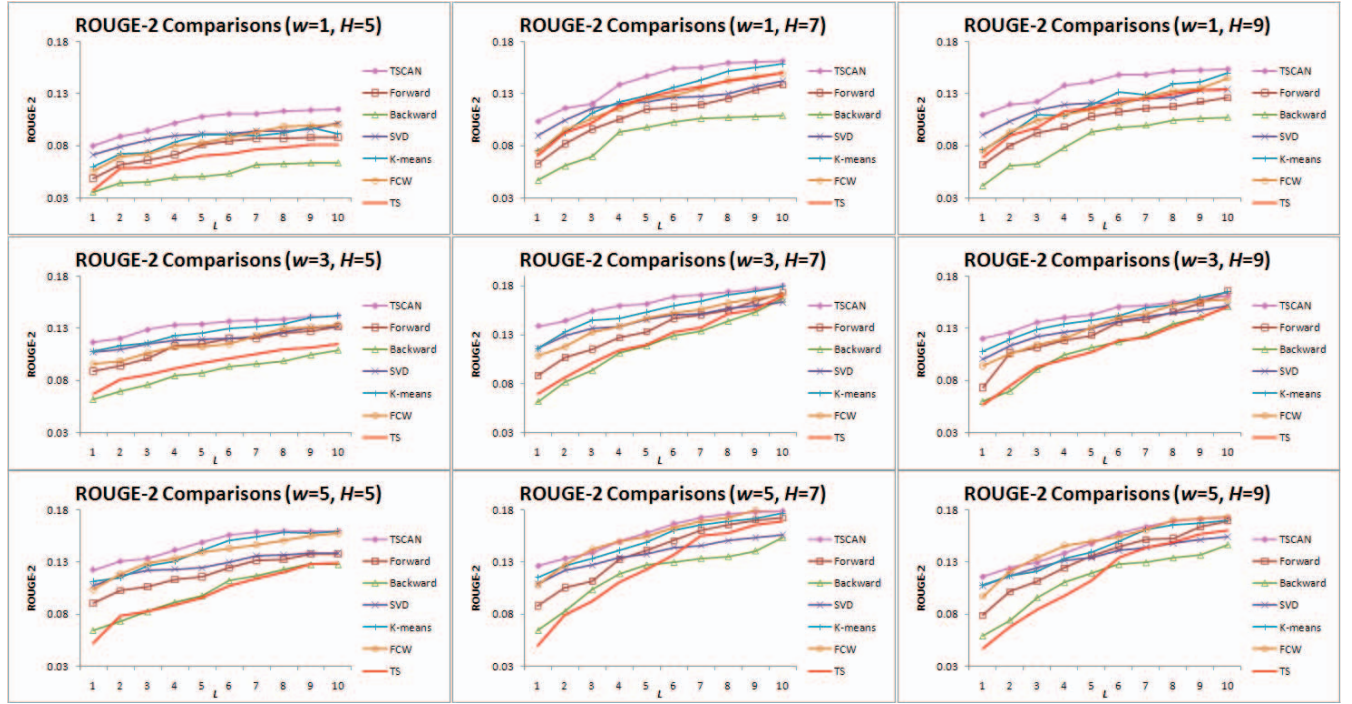 ROUGE-2 Comparisons (w=1, H=5)
0.18
0.13
0.08
0.03
ROUGE-2
1 2 3 4 5 6 7 8 9 10
L
TSCAN
Forward
Backward
SVD
K-means
FCW
TS
ROUGE-2 Comparisons (w=1, H=7)
0.18
0.13
0.08
0.03
ROUGE-2
1 2 3 4 5 6 7 8 9 10
L
TSCAN
Forward
Backward
SVD
K-means
FCW
TS
ROUGE-2 Comparisons (w=1, H=9)
0.18
0.13
0.08
0.03
ROUGE-2
1 2 3 4 5 6 7 8 9 10
L
TSCAN
Forward
Backward
SVD
K-means
FCW
TS
ROUGE-2 Comparisons (w=3, H=5)
0.18
0.13
0.08
0.03
ROUGE-2
1 2 3 4 5 6 7 8 9 10
L
TSCAN
Forward
Backward
SVD
K-means
FCW
TS
ROUGE-2 Comparisons (w=3, H=7)
0.18
0.13
0.08
0.03
ROUGE-2
1 2 3 4 5 6 7 8 9 10
L
TSCAN
Forward
Backward
SVD
K-means
FCW
TS
ROUGE-2 Comparisons (w=3, H=9)
0.18
0.13
0.08
0.03
ROUGE-2
1 2 3 4 5 6 7 8 9 10
L
TSCAN
Forward
Backward
SVD
K-means
FCW
TS
ROUGE-2 Comparisons (w=5, H=5)
0.18
0.13
0.08
0.03
ROUGE-2
1 2 3 4 5 6 7 8 9 10
L
TSCAN
Forward
Backward
SVD
K-means
FCW
TS
ROUGE-2 Comparisons (w=5, H=7)
0.18
0.13
0.08
0.03
ROUGE-2
1 2 3 4 5 6 7 8 9 10
L
TSCAN
Forward
Backward
SVD
K-means
FCW
TS
ROUGE-2 Comparisons (w=5, H=9)
0.18
0.13
0.08
0.03
ROUGE-2
1 2 3 4 5 6 7 8 9 10
L
TSCAN
Forward
Backward
SVD
K-means
FCW
TS